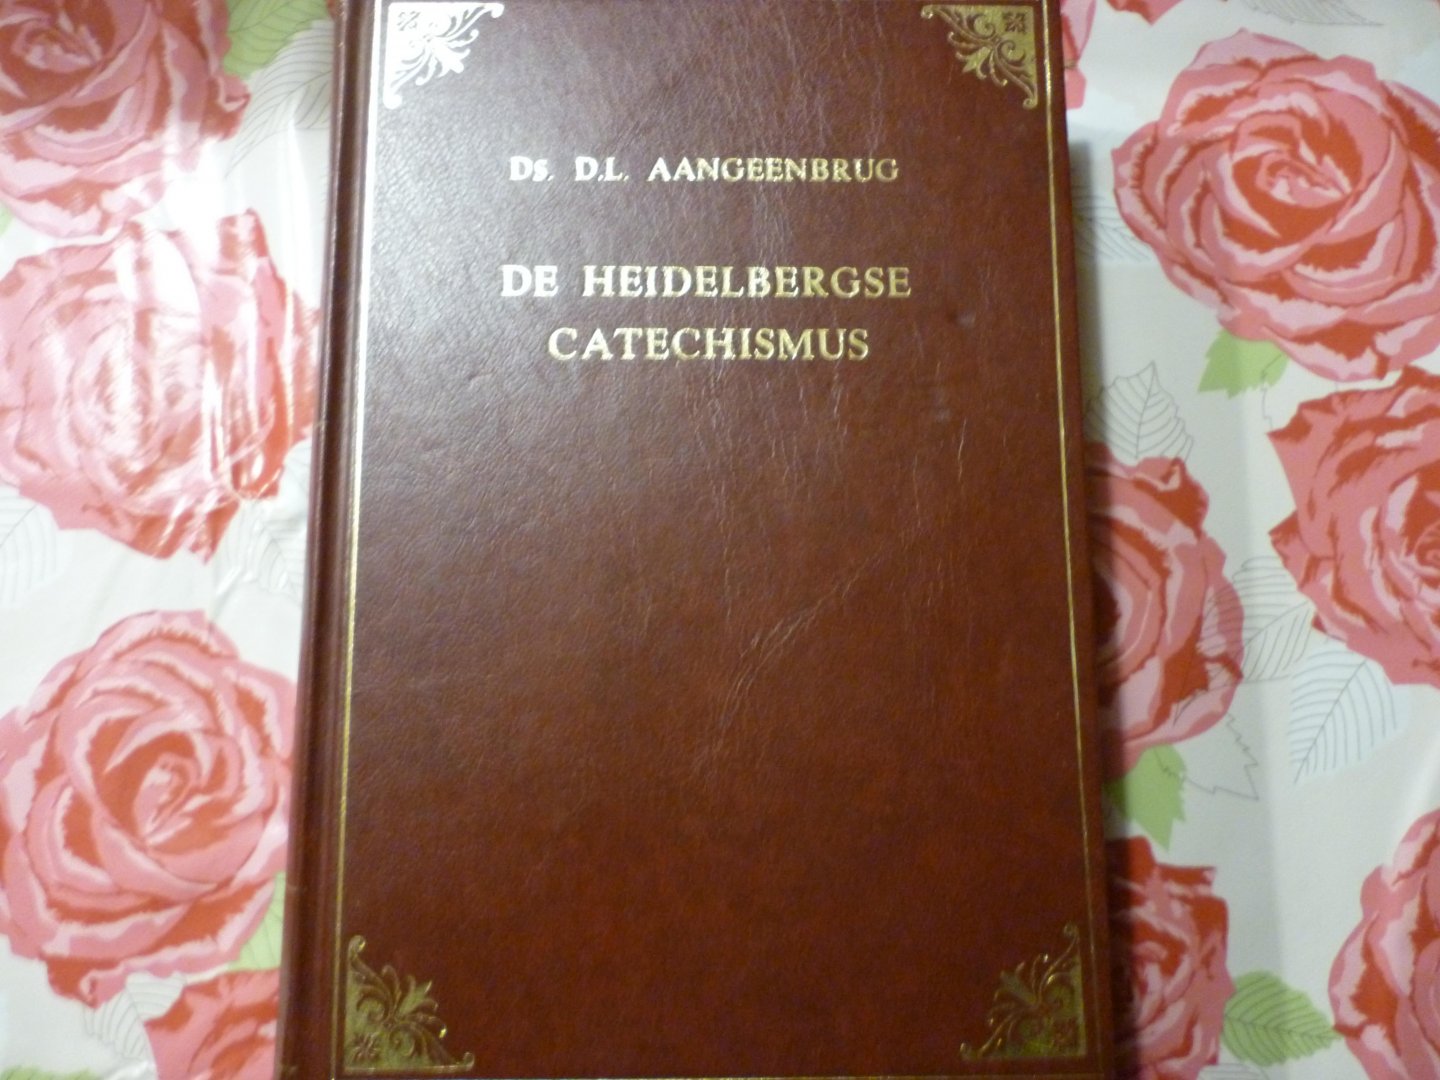 Ds. D.L. AANGEENBRUG
DE HEIDELBERGSE
CATECHISMUS